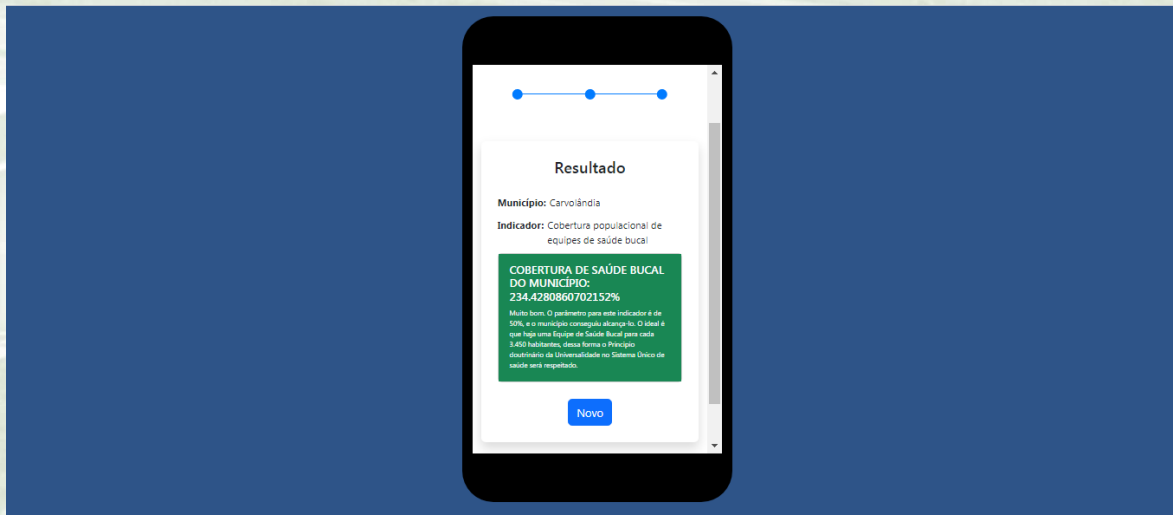 Resultado
Município: Carvolândia
Indicador: Cobertura populacional de
equipes de saúde bucal
COBERTURA DE SAÚDE BUCAL
DO MUNICÍPIO:
234.4280860702152%
Muito bom. O parâmetro para este indicador é de
50%, e o município conseguiu alcança-lo. O ideal é
que haja uma Equipe de Saúde Bucal para cada
3.450 habitantes, dessa forma o Princípio
doutrinário da Universalidade no Sistema Único de
saúde será respeitado.
Novo